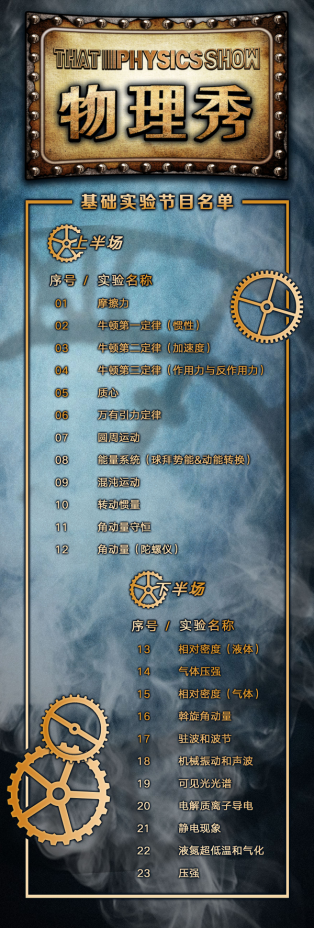 THAT PHYSICS SHOW
物理秀
基础实验节目名单
上半场
序号 / 实验名称
01 摩擦力
02 牛顿第一定律（惯性）
03 牛顿第二定律（加速度）
04 牛顿第三定律（作用力与反作用力）
05 质心
06 万有引力定律
07 圆周运动
08 能量系统（球拜势能&动能转换）
09 混沌运动
10 转动惯量
11 角动量守恒
12 角动量（陀螺仪）
下半场
序号 / 实验名称
13 相对密度（液体）
14 气体压强
15 相对密度（气体）
16 斡旋角动量
17 驻波和波节
18 机械振动和声波
19 可见光光谱
20 电解质离子导电
21 静电现象
22 液氮超低温和气化
23 压强